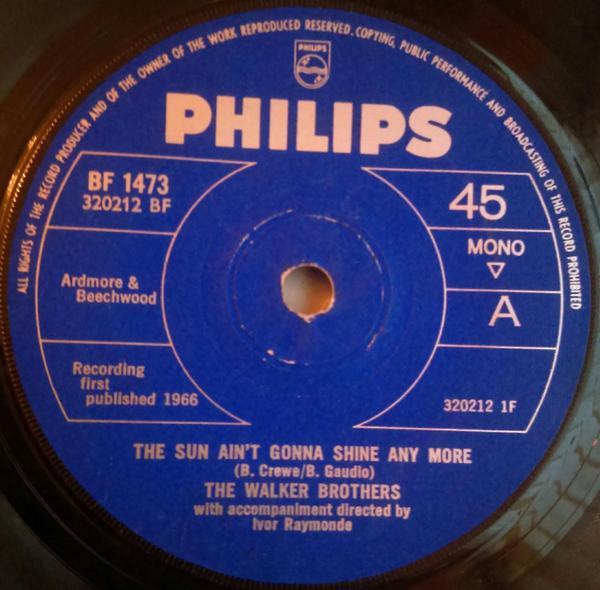 ALL RIGHTS OF THE RECORD PRODUCER AND OF THE OWNER OF THE WORK REPRODUCED RESERVED. COPYING, PUBLIC PERFORMANCE AND BROADCASTING OF THIS RECORD PROHIBITED
PHILIPS
PHILIPS
BF 1473
320212 BF
45
MONO
▽
A
Ardmore &
Beechwood
Recording
first
published 1966
320212 1F
THE SUN AIN'T GONNA SHINE ANY MORE
(B. Crewe/B. Gaudio)
THE WALKER BROTHERS
with accompaniment directed by
Ivor Raymonde